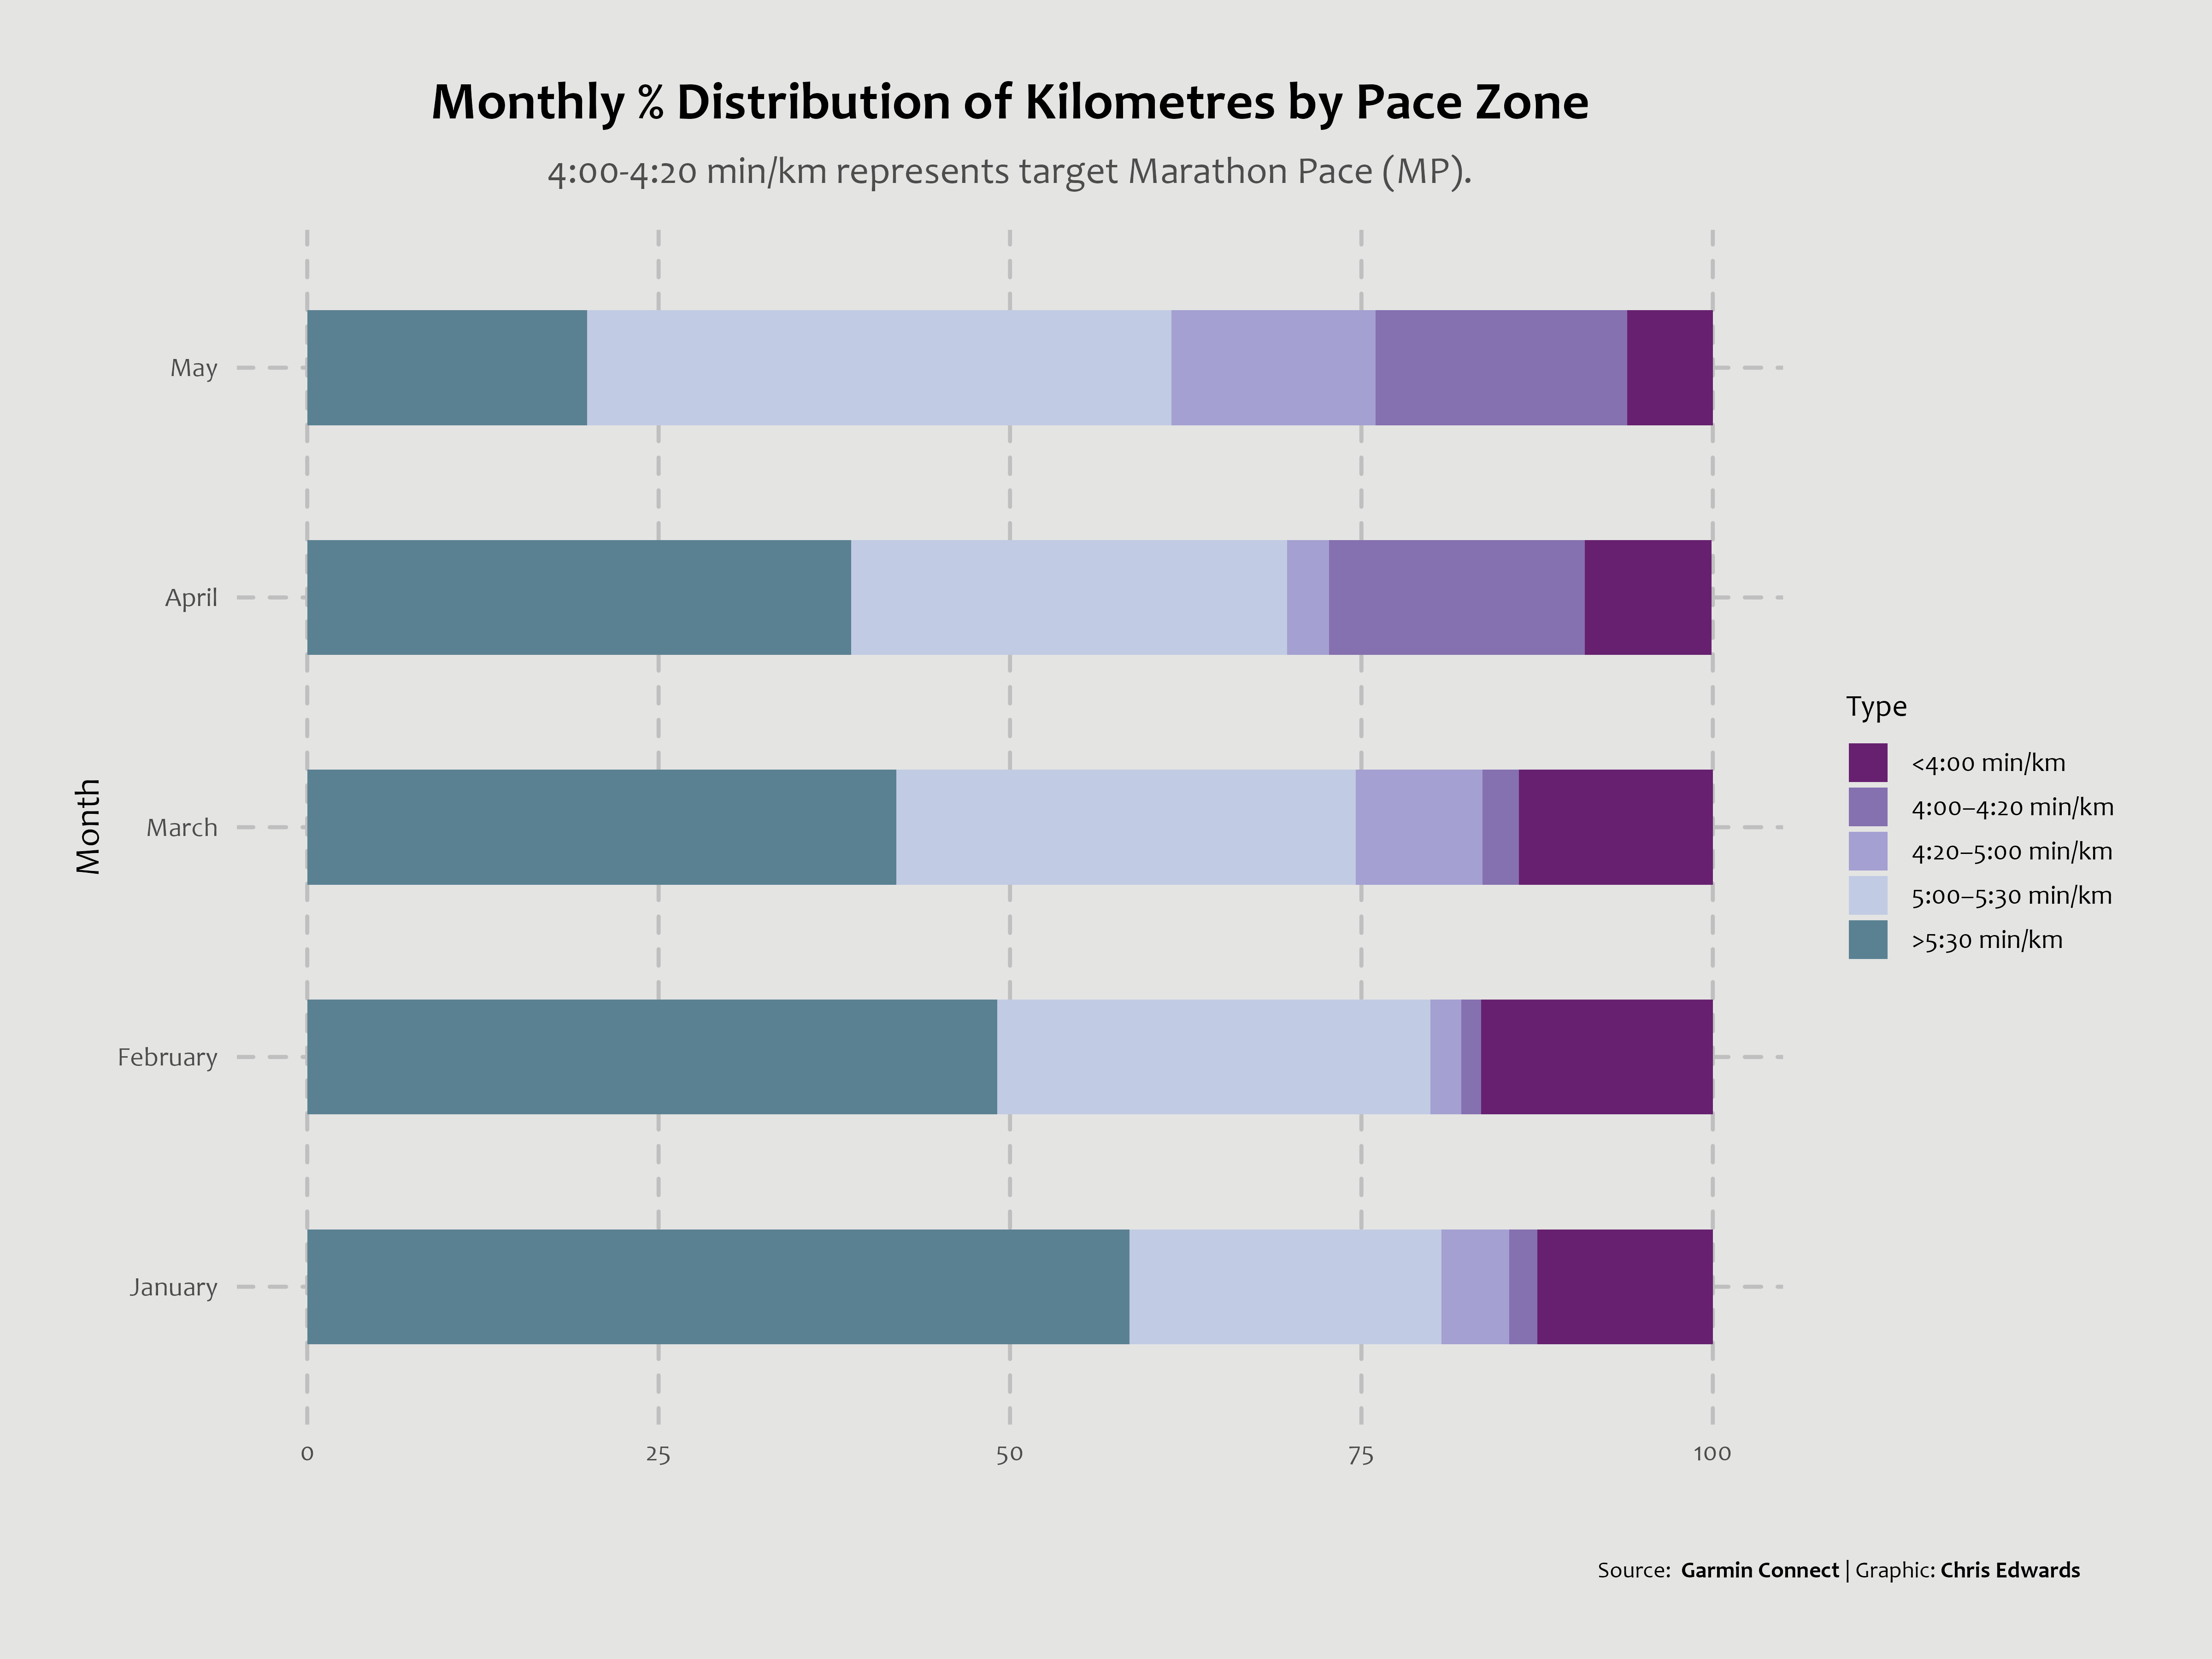 Monthly % Distribution of Kilometres by Pace Zone
4:00-4:20 min/km represents target Marathon Pace (MP).
Month
May
April
March
February
January
0 25 50 75 100
Type
<4:00 min/km
4:00–4:20 min/km
4:20–5:00 min/km
5:00–5:30 min/km
>5:30 min/km
Source: Garmin Connect | Graphic: Chris Edwards